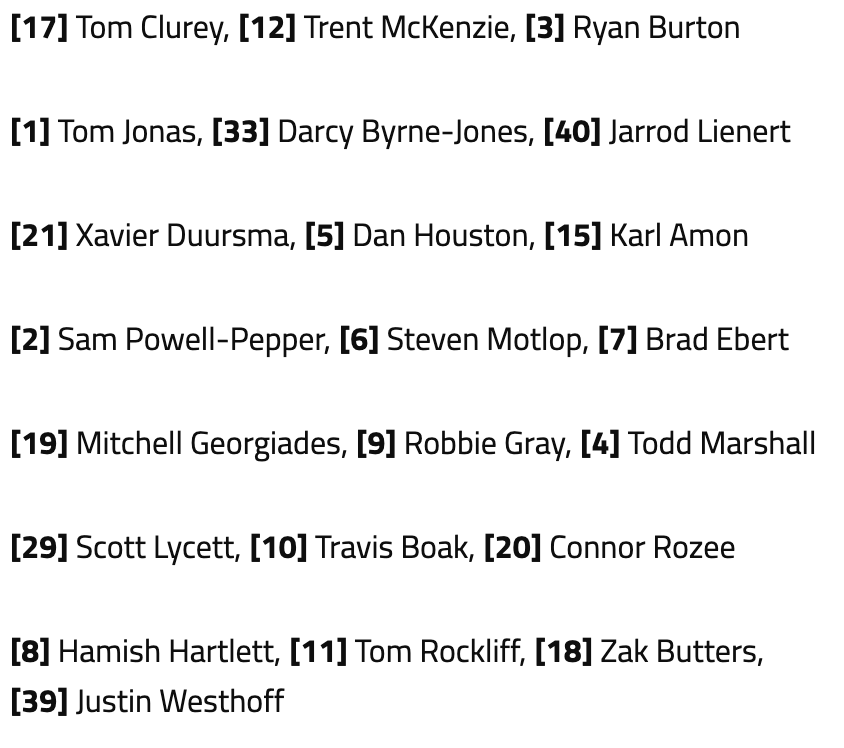 [17] Tom Clurey, [12] Trent McKenzie, [3] Ryan Burton
[1] Tom Jonas, [33] Darcy Byrne-Jones, [40] Jarrod Lienert
[21] Xavier Duursma, [5] Dan Houston, [15] Karl Amon
[2] Sam Powell-Pepper, [6] Steven Motlop, [7] Brad Ebert
[19] Mitchell Georgiades, [9] Robbie Gray, [4] Todd Marshall
[29] Scott Lycett, [10] Travis Boak, [20] Connor Rozee
[8] Hamish Hartlett, [11] Tom Rockliff, [18] Zak Butters,
[39] Justin Westhoff